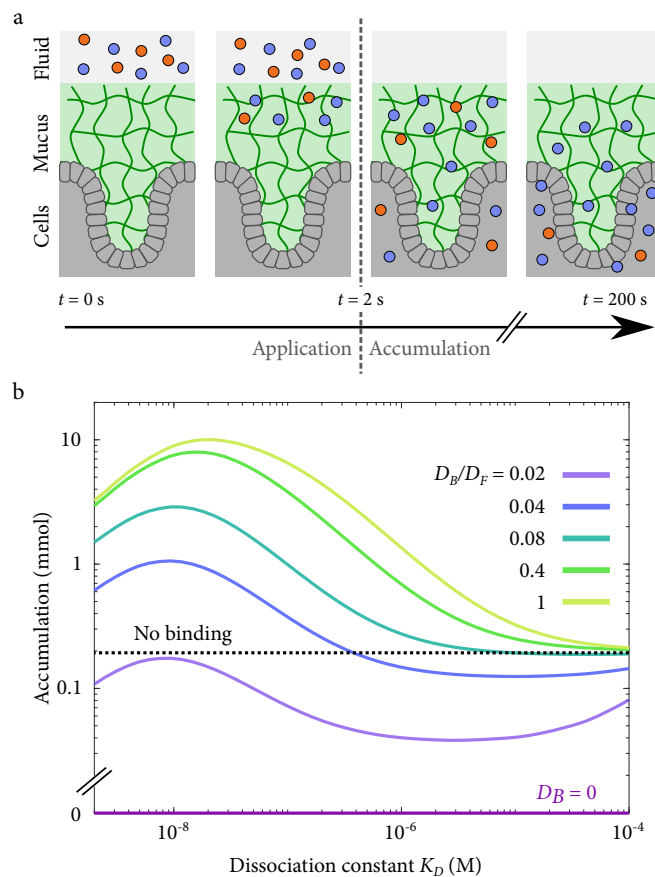 a
Fluid
Mucus
Cells
t = 0 s
t = 2 s
t = 200 s
Application
Accumulation
b
Accumulation (mmol)
10
1
0.1
0
D_B/D_F = 0.02
0.04
0.08
0.4
1
No binding
D_B = 0
10^-8
10^-6
10^-4
Dissociation constant K_D (M)